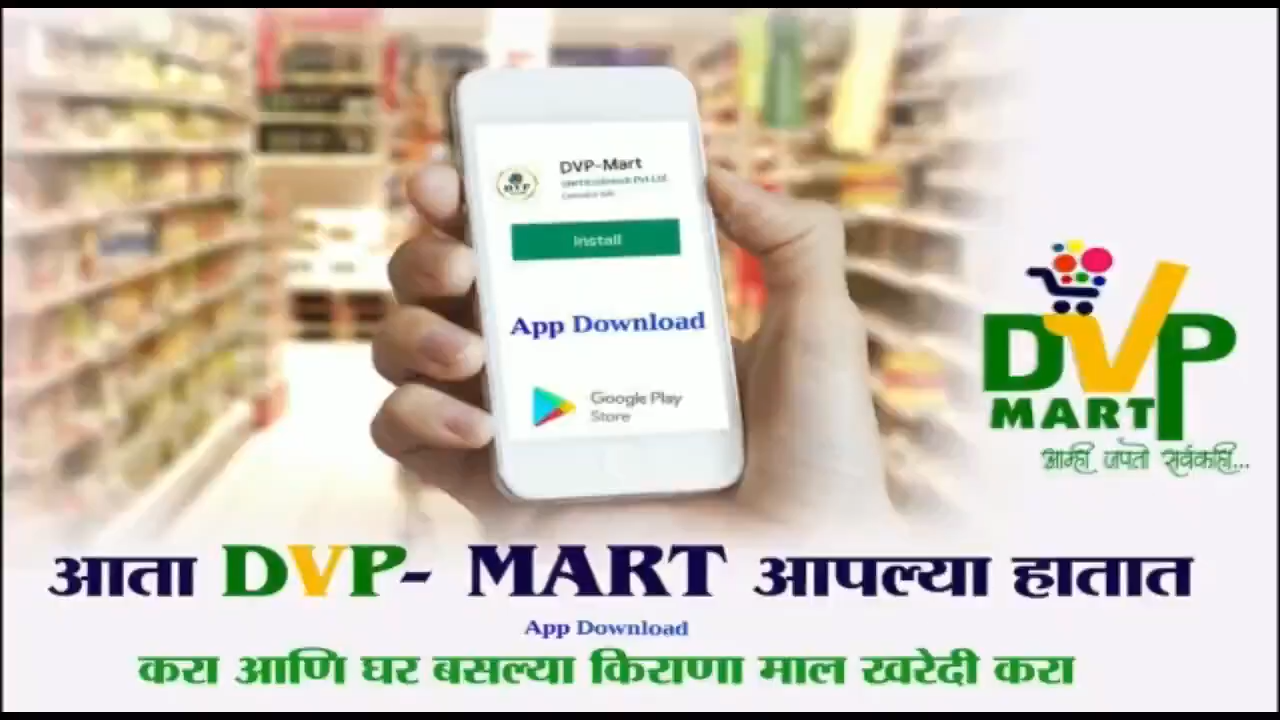 DVP-Mart
Install
App Download
Google Play
Store
DVP
DVP
MART
आम्ही जपतो सर्वकाही...
आता DVP- MART आपल्या हातात
App Download
करा आणि घर बसल्या किराणा माल खरेदी करा